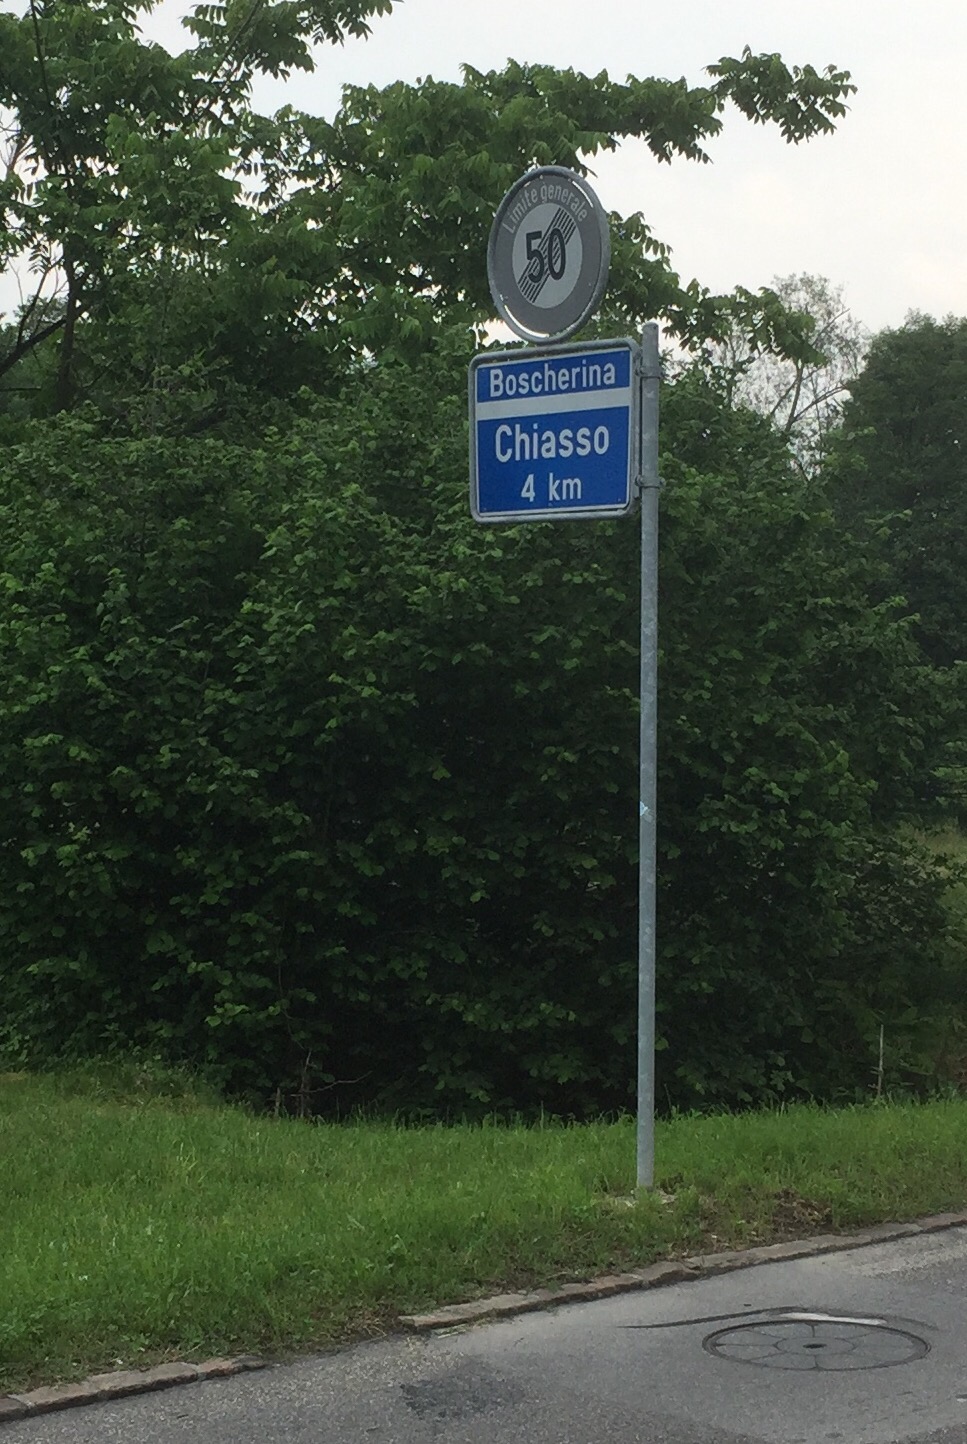 Limite generale
50
Boscherina
Chiasso
4 km